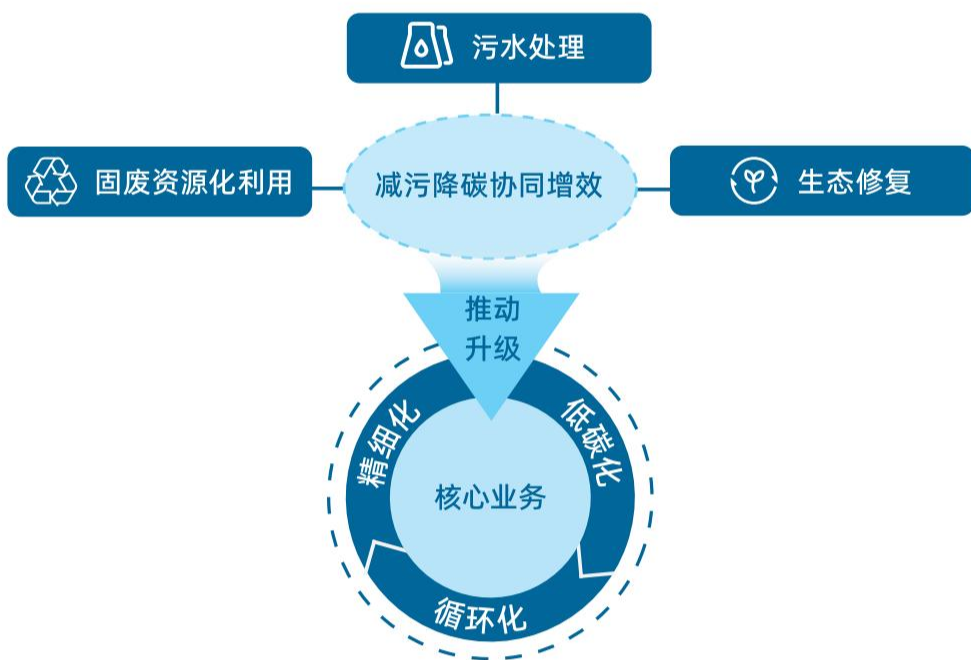 污水处理
固废资源化利用
减污降碳协同增效
生态修复
推动
升级
精细化
低碳化
核心业务
循环化